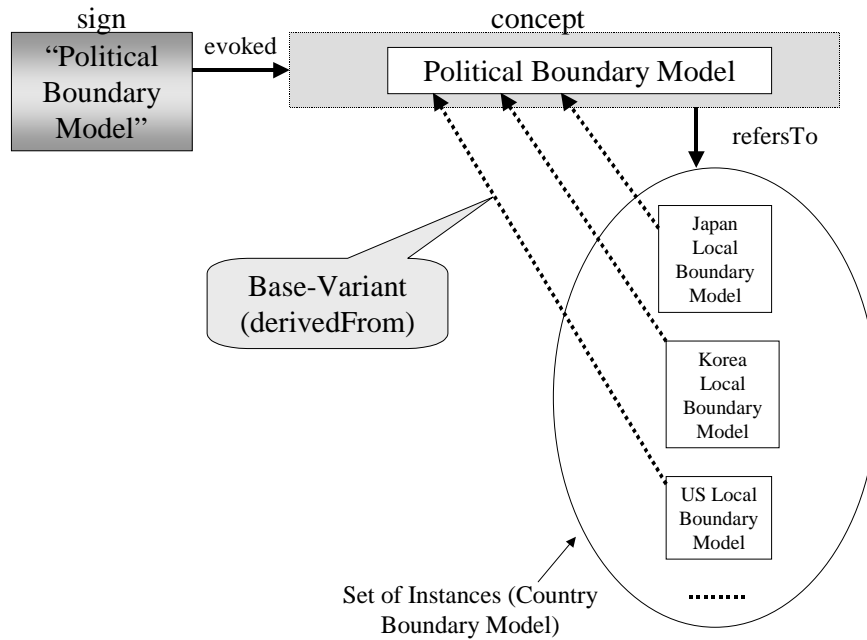 sign
“Political
Boundary
Model”
evoked
concept
Political Boundary Model
refersTo
Base-Variant
(derivedFrom)
Japan
Local
Boundary
Model
Korea
Local
Boundary
Model
US Local
Boundary
Model
Set of Instances (Country
Boundary Model)